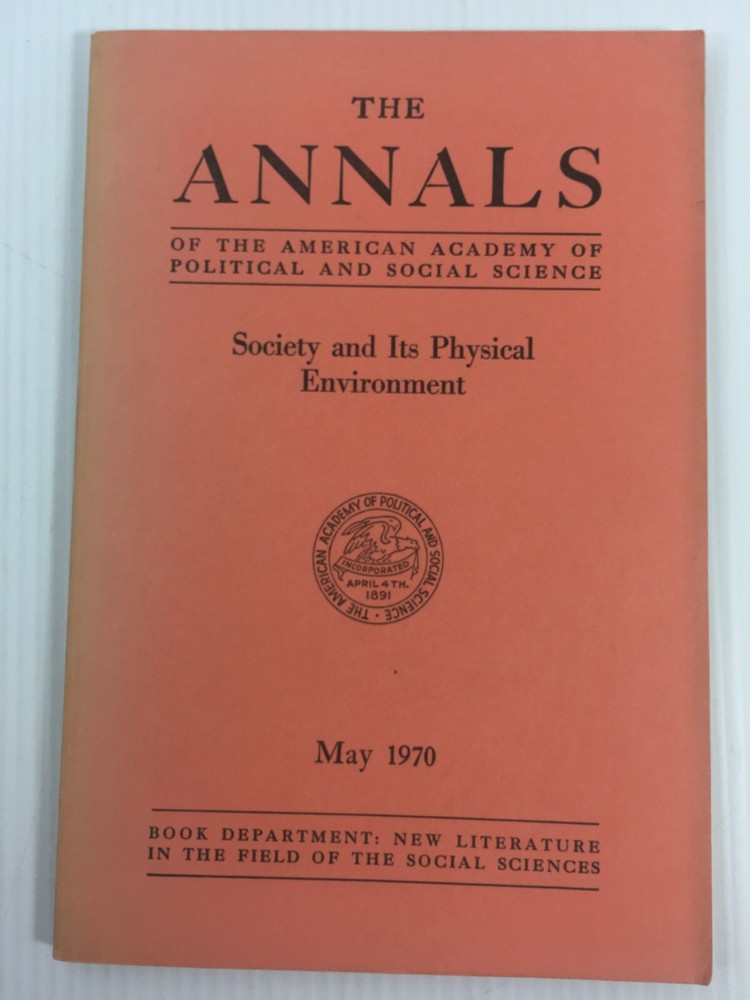 THE
ANNALS
OF THE AMERICAN ACADEMY OF
POLITICAL AND SOCIAL SCIENCE
Society and Its Physical
Environment
THE AMERICAN ACADEMY OF POLITICAL AND SOCIAL SCIENCE
INCORPORATED
APRIL 4TH.
1891
May 1970
BOOK DEPARTMENT: NEW LITERATURE
IN THE FIELD OF THE SOCIAL SCIENCES